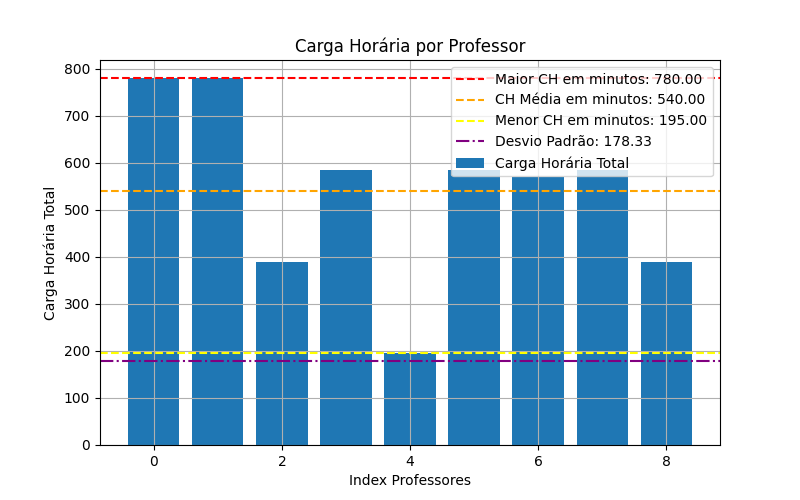 Carga Horária por Professor
Maior CH em minutos: 780.00
CH Média em minutos: 540.00
Menor CH em minutos: 195.00
Desvio Padrão: 178.33
Carga Horária Total
Carga Horária Total
800
700
600
500
400
300
200
100
0
0 2 4 6 8
Index Professores